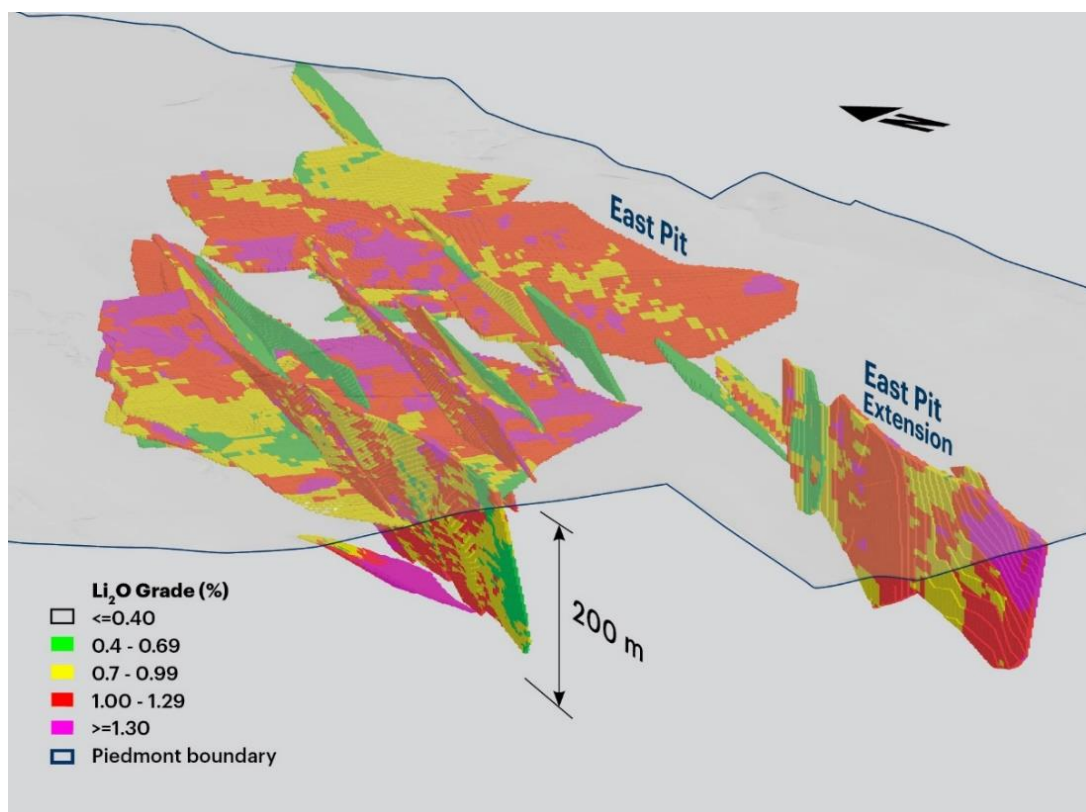 N
East Pit
East Pit
Extension
200 m
Li₂O Grade (%)
<=0.40
0.4 - 0.69
0.7 - 0.99
1.00 - 1.29
>=1.30
Piedmont boundary